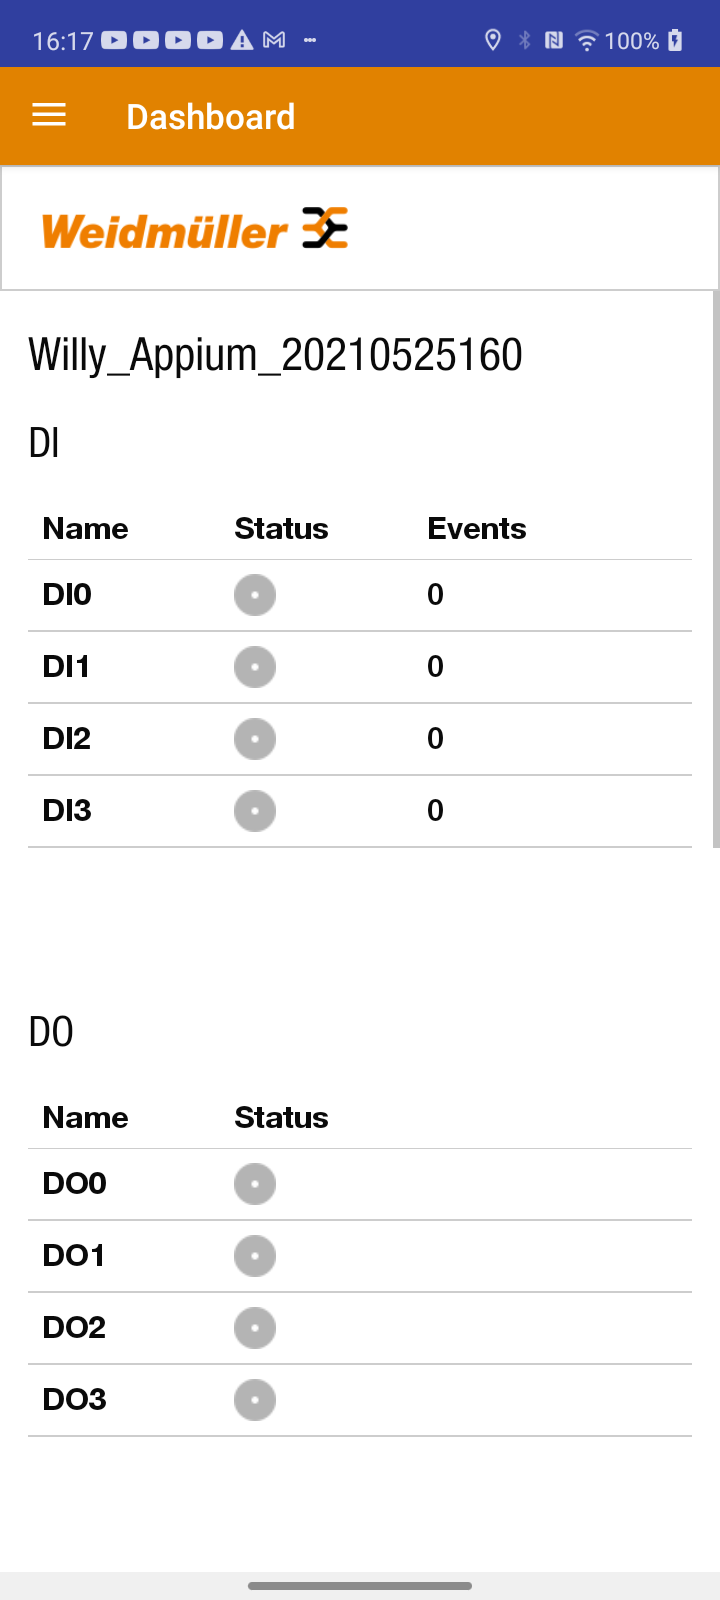 16:17 100%
Dashboard
Weidmüller
Willy_Appium_20210525160
DI
Name Status Events
DI0 0
DI1 0
DI2 0
DI3 0
DO
Name Status
DO0
DO1
DO2
DO3